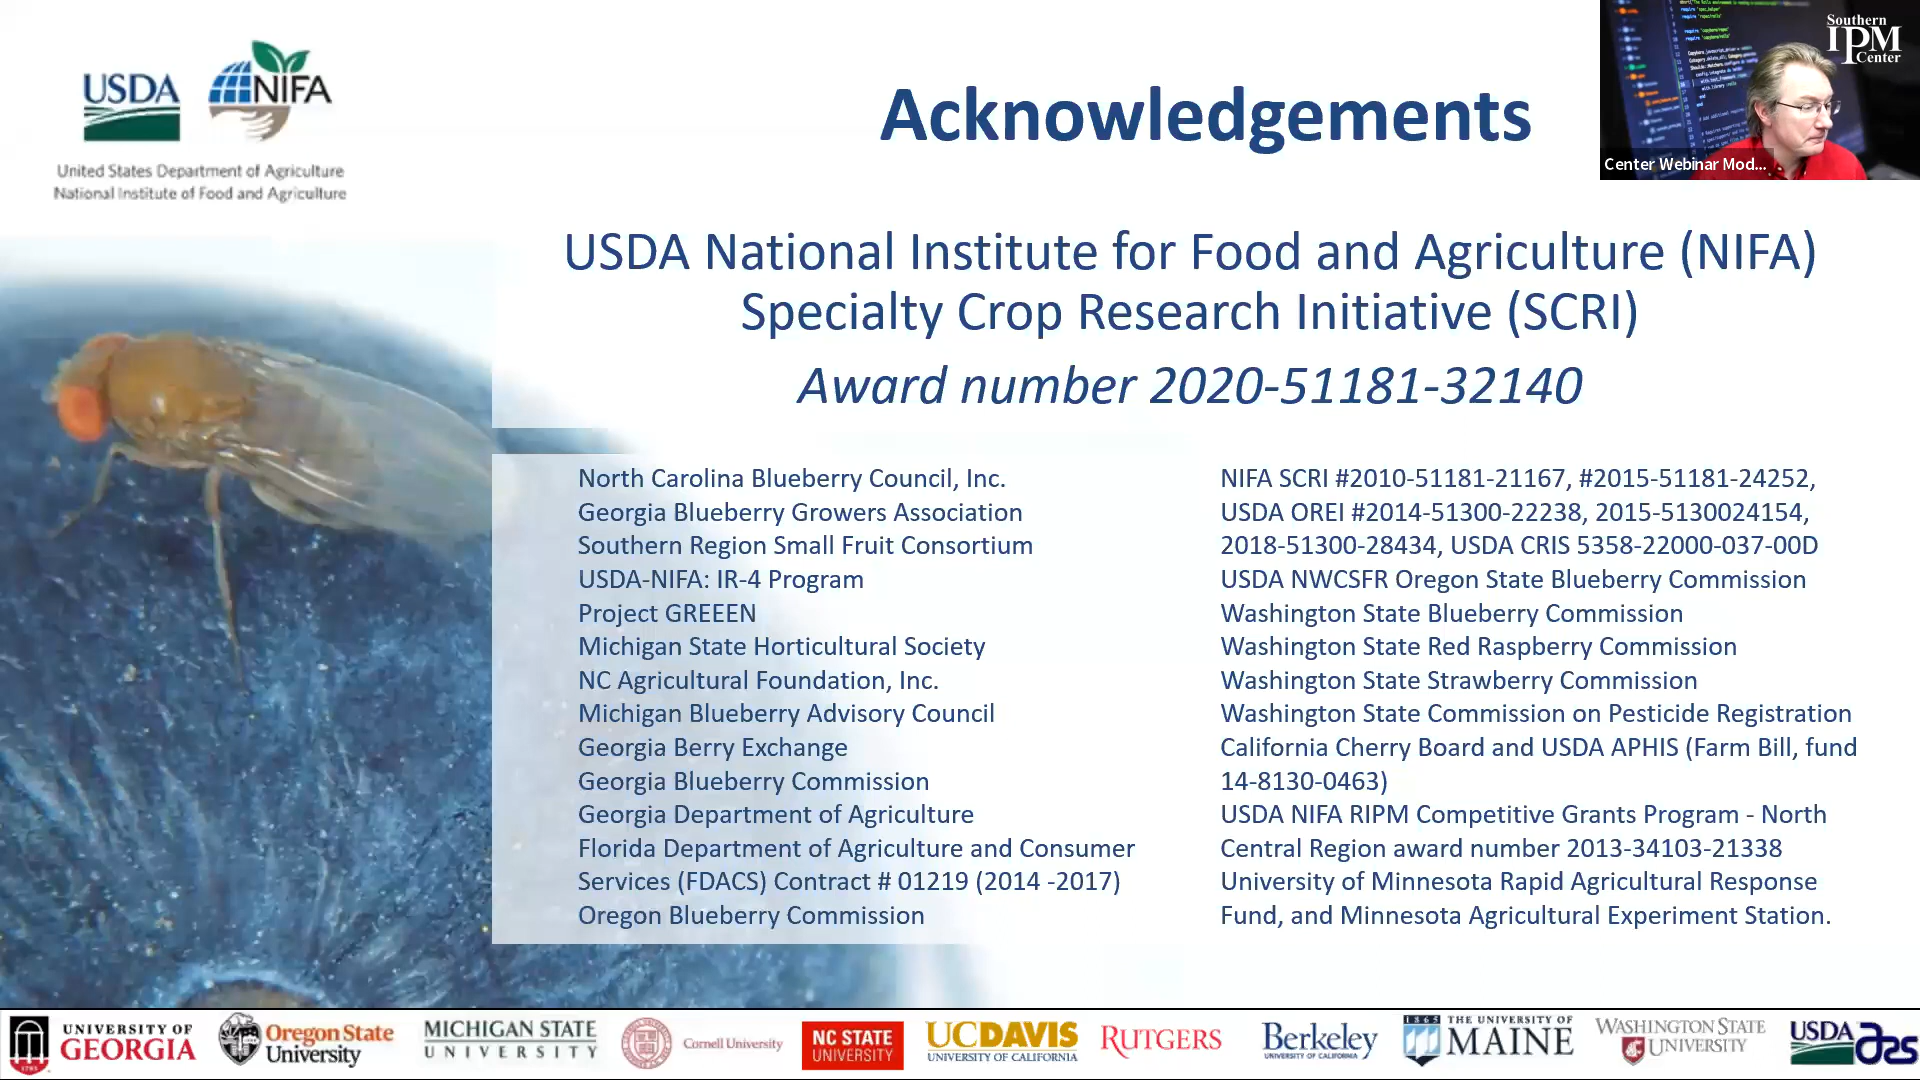 USDA
NIFA
United States Department of Agriculture
National Institute of Food and Agriculture
Acknowledgements
Southern
IPM
Center
Center Webinar Mod...
USDA National Institute for Food and Agriculture (NIFA)
Specialty Crop Research Initiative (SCRI)
Award number 2020-51181-32140
North Carolina Blueberry Council, Inc.
Georgia Blueberry Growers Association
Southern Region Small Fruit Consortium
USDA-NIFA: IR-4 Program
Project GREEEN
Michigan State Horticultural Society
NC Agricultural Foundation, Inc.
Michigan Blueberry Advisory Council
Georgia Berry Exchange
Georgia Blueberry Commission
Georgia Department of Agriculture
Florida Department of Agriculture and Consumer
Services (FDACS) Contract # 01219 (2014 -2017)
Oregon Blueberry Commission
NIFA SCRI #2010-51181-21167, #2015-51181-24252,
USDA OREI #2014-51300-22238, 2015-5130024154,
2018-51300-28434, USDA CRIS 5358-22000-037-00D
USDA NWCSFR Oregon State Blueberry Commission
Washington State Blueberry Commission
Washington State Red Raspberry Commission
Washington State Strawberry Commission
Washington State Commission on Pesticide Registration
California Cherry Board and USDA APHIS (Farm Bill, fund
14-8130-0463)
USDA NIFA RIPM Competitive Grants Program - North
Central Region award number 2013-34103-21338
University of Minnesota Rapid Agricultural Response
Fund, and Minnesota Agricultural Experiment Station.
1785
UNIVERSITY OF
GEORGIA
Oregon State
University
MICHIGAN STATE
UNIVERSITY
Cornell University
NC STATE
UNIVERSITY
UCDAVIS
UNIVERSITY OF CALIFORNIA
RUTGERS
Berkeley
UNIVERSITY OF CALIFORNIA
1865
THE UNIVERSITY OF
MAINE
WASHINGTON STATE
UNIVERSITY
USDA
ars